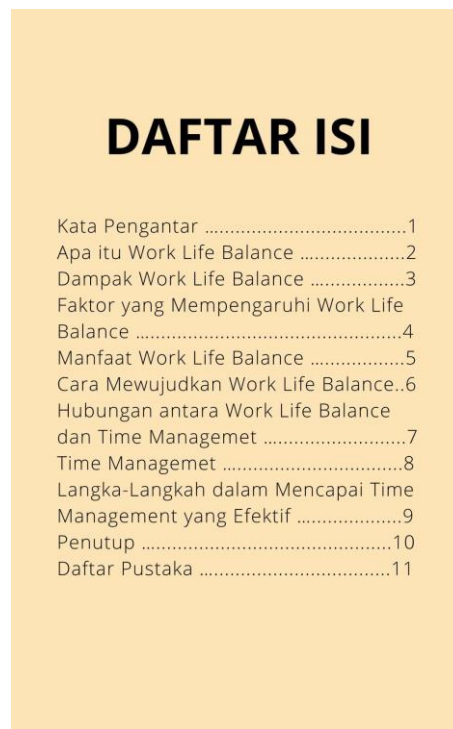 DAFTAR ISI
Kata Pengantar ........................................1
Apa itu Work Life Balance ...................2
Dampak Work Life Balance .................3
Faktor yang Mempengaruhi Work Life
Balance ................................................4
Manfaat Work Life Balance .................5
Cara Mewujudkan Work Life Balance..6
Hubungan antara Work Life Balance
dan Time Managemet .........................7
Time Managemet ................................8
Langka-Langkah dalam Mencapai Time
Management yang Efektif ...................9
Penutup .............................................10
Daftar Pustaka ..................................11